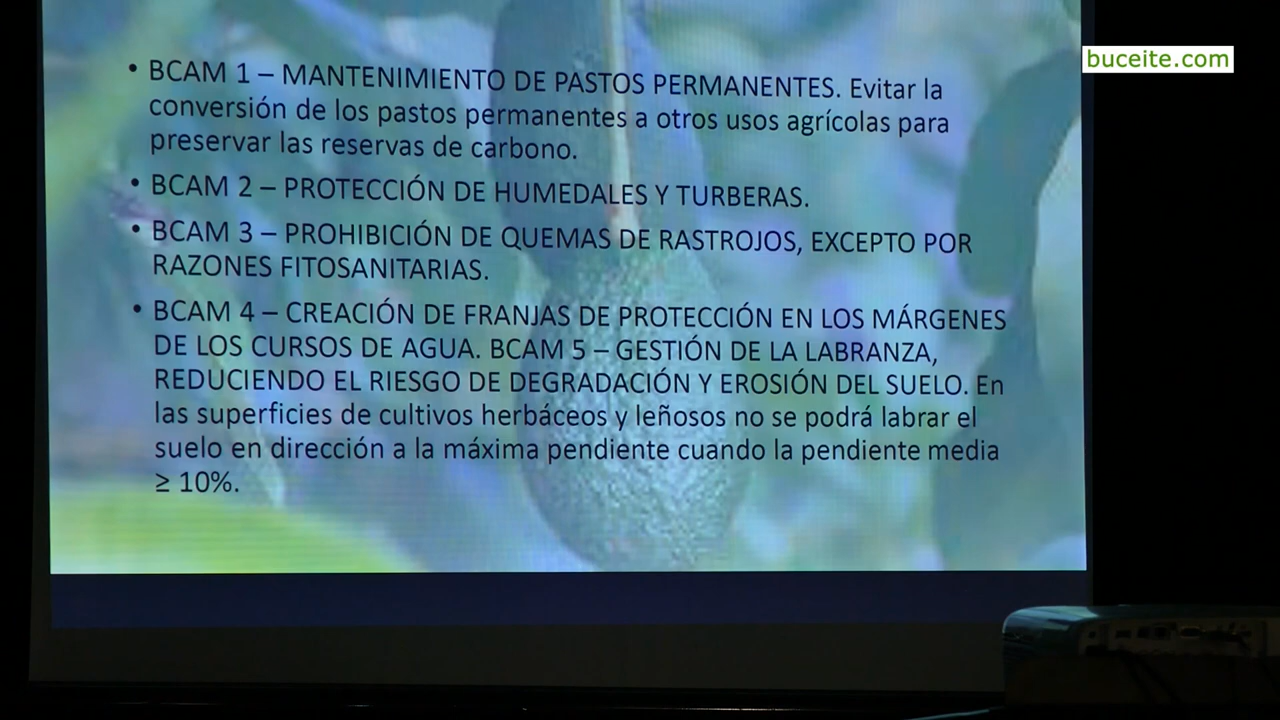 buceite.com
• BCAM 1 – MANTENIMIENTO DE PASTOS PERMANENTES. Evitar la
conversión de los pastos permanentes a otros usos agrícolas para
preservar las reservas de carbono.
• BCAM 2 – PROTECCIÓN DE HUMEDALES Y TURBERAS.
• BCAM 3 – PROHIBICIÓN DE QUEMAS DE RASTROJOS, EXCEPTO POR
RAZONES FITOSANITARIAS.
• BCAM 4 – CREACIÓN DE FRANJAS DE PROTECCIÓN EN LOS MÁRGENES
DE LOS CURSOS DE AGUA. BCAM 5 – GESTIÓN DE LA LABRANZA,
REDUCIENDO EL RIESGO DE DEGRADACIÓN Y EROSIÓN DEL SUELO. En
las superficies de cultivos herbáceos y leñosos no se podrá labrar el
suelo en dirección a la máxima pendiente cuando la pendiente media
≥ 10%.